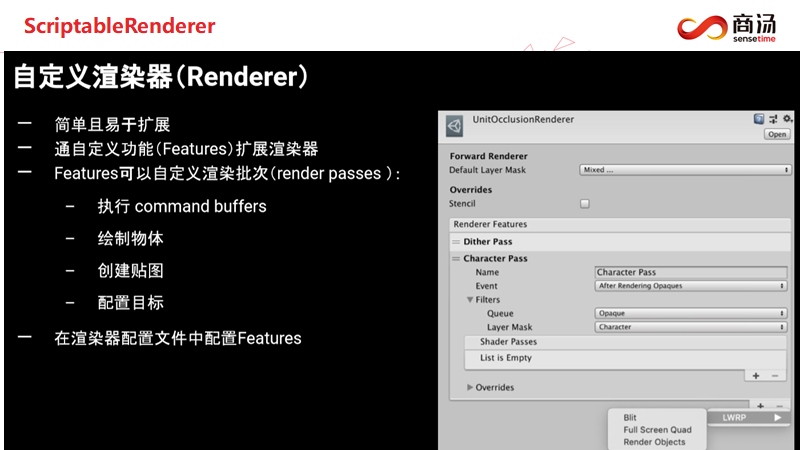 ScriptableRenderer
商汤
sensetime
自定义渲染器（Renderer）
— 简单且易于扩展
— 通自定义功能（Features）扩展渲染器
— Features可以自定义渲染批次（render passes ）：
– 执行 command buffers
– 绘制物体
– 创建贴图
– 配置目标
— 在渲染器配置文件中配置Features
UnitOcclusionRenderer
Open
Forward Renderer
Default Layer Mask Mixed ...
Overrides
Stencil
Renderer Features
Dither Pass
Character Pass
Name Character Pass
Event After Rendering Opaques
Filters
Queue Opaque
Layer Mask Character
Shader Passes
List is Empty
+ −
Overrides
+ −
LWRP
Blit
Full Screen Quad
Render Objects